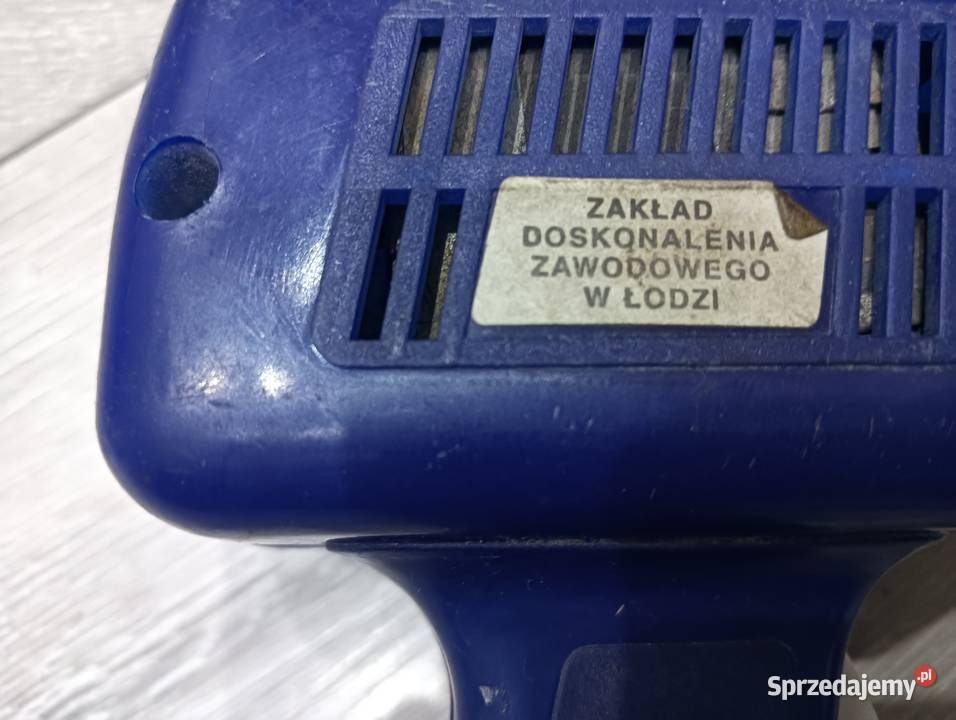 ZAKŁAD
DOSKONALENIA
ZAWODOWEGO
W ŁODZI
Sprzedajemy.pl